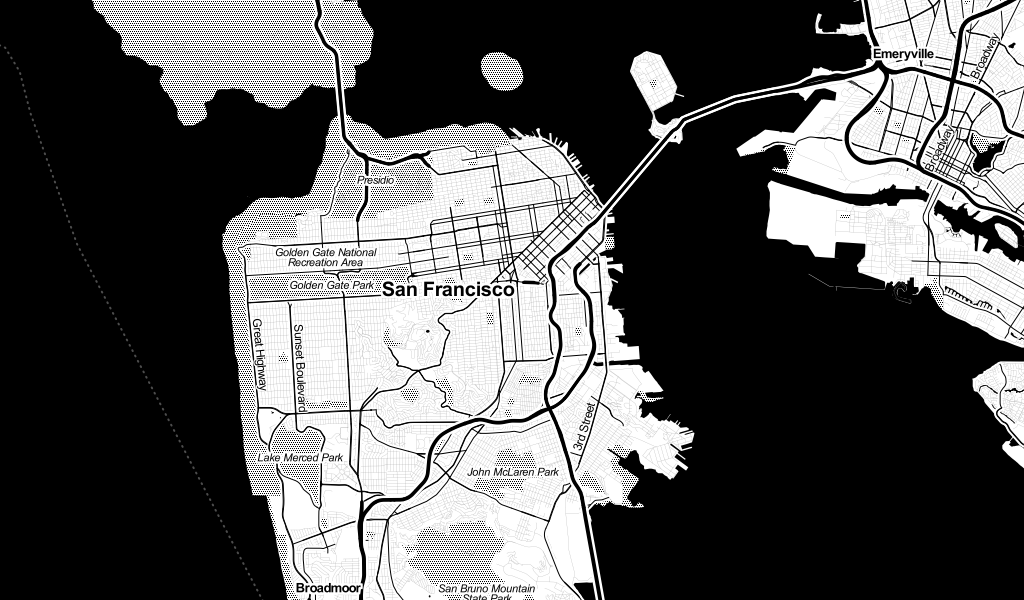 Emeryville
Broadway
Broadway
Presidio
Golden Gate National
Recreation Area
Golden Gate Park
San Francisco
Great Highway
Sunset Boulevard
3rd Street
Lake Merced Park
John McLaren Park
Broadmoor
San Bruno Mountain
State Park